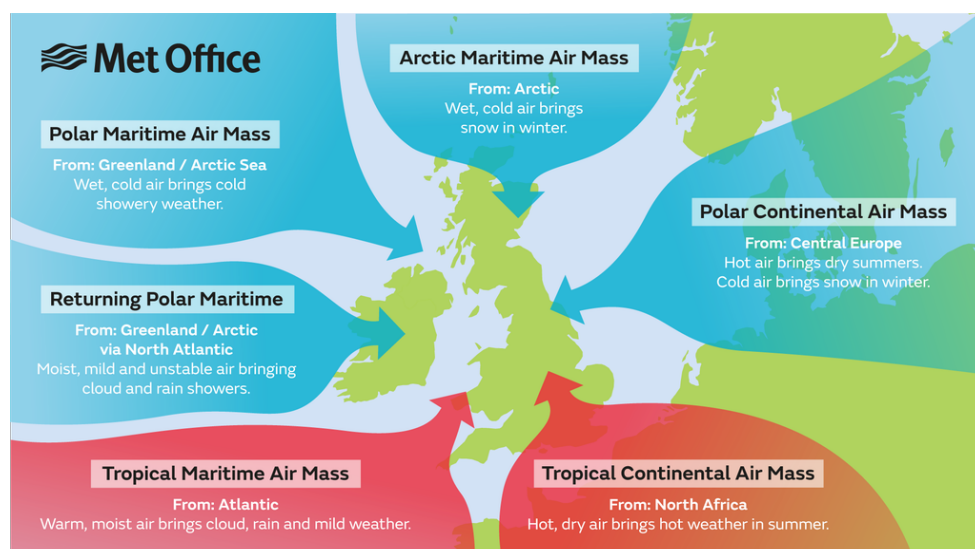 Met Office
Arctic Maritime Air Mass
From: Arctic
Wet, cold air brings
snow in winter.
Polar Maritime Air Mass
From: Greenland / Arctic Sea
Wet, cold air brings cold
showery weather.
Polar Continental Air Mass
From: Central Europe
Hot air brings dry summers.
Cold air brings snow in winter.
Returning Polar Maritime
From: Greenland / Arctic
via North Atlantic
Moist, mild and unstable air bringing
cloud and rain showers.
Tropical Maritime Air Mass
From: Atlantic
Warm, moist air brings cloud, rain and mild weather.
Tropical Continental Air Mass
From: North Africa
Hot, dry air brings hot weather in summer.